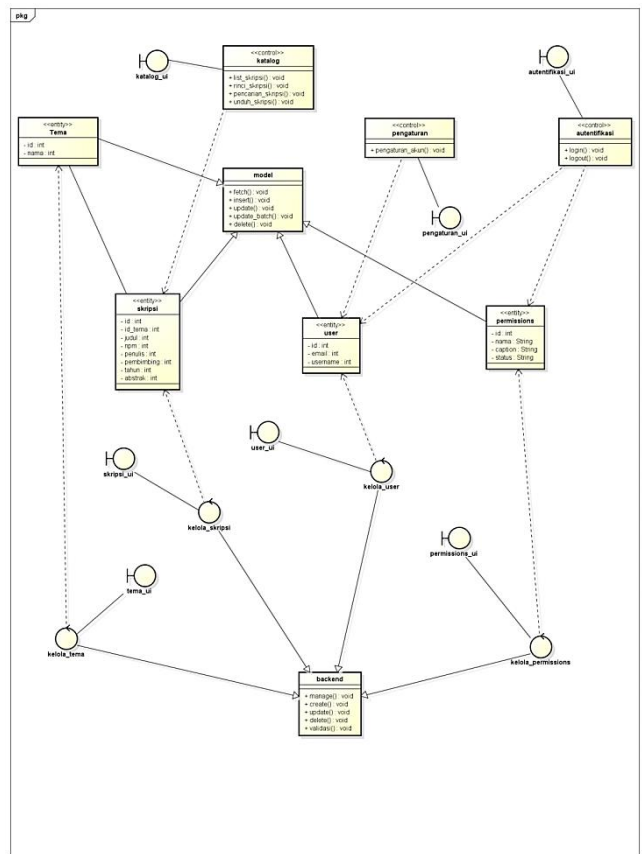 pkg
katalog_ui
<<control>>
katalog
+ list_skripsi() : void
+ rinci_skripsi() : void
+ pencarian_skripsi() : void
+ unduh_skripsi() : void
autentifikasi_ui
<<entity>>
Tema
- id : int
- nama : int
<<control>>
pengaturan
+ pengaturan_akun() : void
<<control>>
autentifikasi
+ login() : void
+ logout() : void
model
+ fetch() : void
+ insert() : void
+ update() : void
+ update_batch() : void
+ delete() : void
pengaturan_ui
<<entity>>
skripsi
- id : int
- id_tema : int
- judul : int
- npm : int
- penulis : int
- pembimbing : int
- tahun : int
- abstrak : int
<<entity>>
user
- id : int
- email : int
- username : int
<<entity>>
permissions
- id : int
- nama : String
- caption : String
- status : String
user_ui
skripsi_ui
kelola_user
kelola_skripsi
permissions_ui
tema_ui
kelola_tema
kelola_permissions
backend
+ manage() : void
+ create() : void
+ update() : void
+ delete() : void
+ validasi() : void